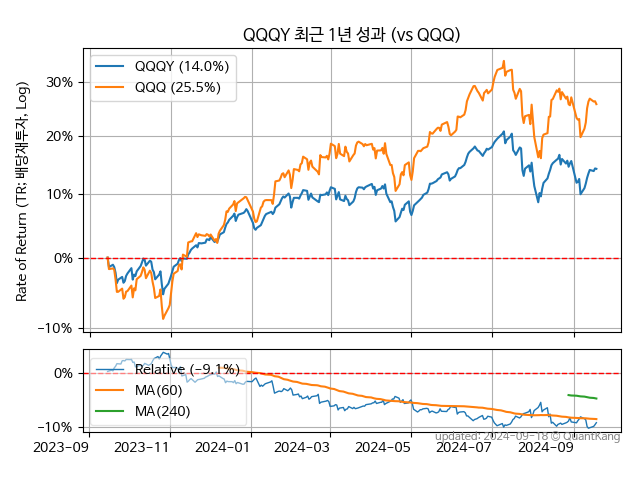 QQQY 최근 1년 성과 (vs QQQ)
Rate of Return (TR: 배당재투자, Log)
QQQY (14.0%)
QQQ (25.5%)
30%
20%
10%
0%
−10%
Relative (−9.1%)
MA(60)
MA(240)
0%
−10%
updated: 2024-09-18 © QuantKang
2023-09 2023-11 2024-01 2024-03 2024-05 2024-07 2024-09